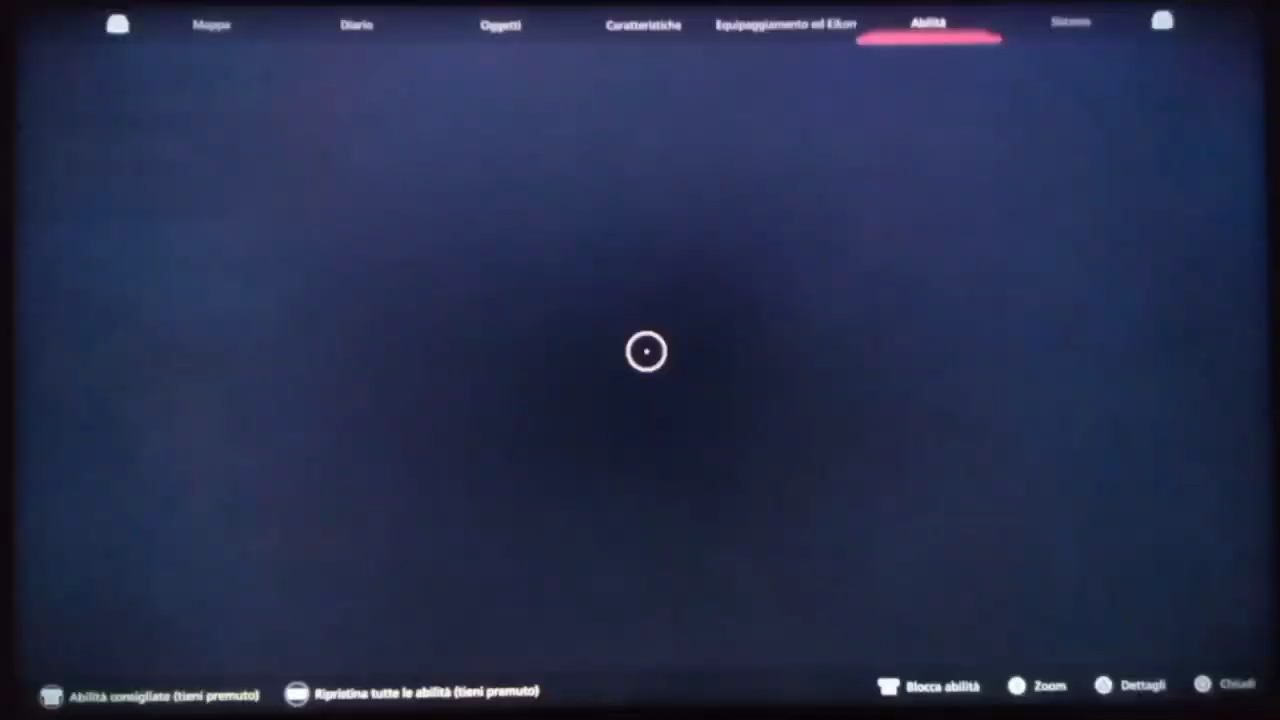 Mappa Diario Oggetti Caratteristiche Equipaggiamento ed Eikon Abilità Sistema
Abilità consigliate (tieni premuto) Ripristina tutte le abilità (tieni premuto) Blocca abilità Zoom Dettagli Chiudi